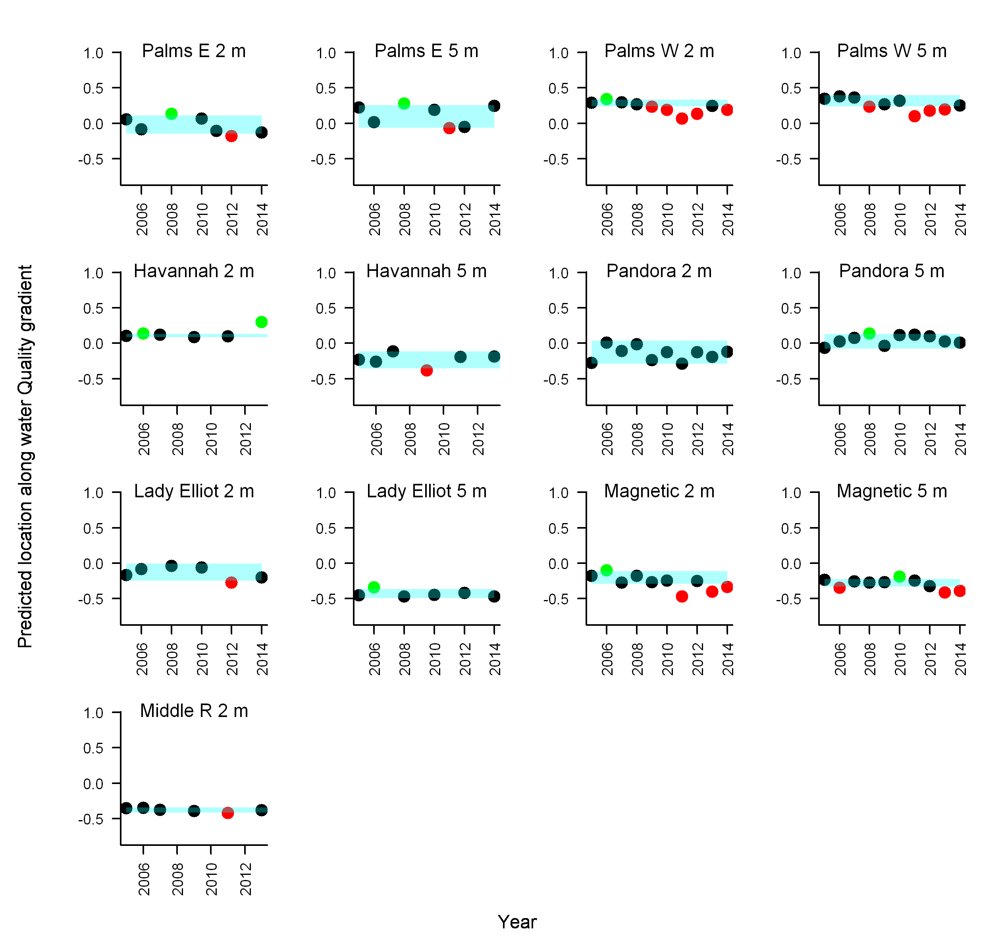 Predicted location along water Quality gradient
Palms E 2 m
1.0
0.5
0.0
-0.5
2006 2008 2010 2012 2014
Palms E 5 m
1.0
0.5
0.0
-0.5
2006 2008 2010 2012 2014
Palms W 2 m
1.0
0.5
0.0
-0.5
2006 2008 2010 2012 2014
Palms W 5 m
1.0
0.5
0.0
-0.5
2006 2008 2010 2012 2014
Havannah 2 m
1.0
0.5
0.0
-0.5
2006 2008 2010 2012
Havannah 5 m
1.0
0.5
0.0
-0.5
2006 2008 2010 2012
Pandora 2 m
1.0
0.5
0.0
-0.5
2006 2008 2010 2012 2014
Pandora 5 m
1.0
0.5
0.0
-0.5
2006 2008 2010 2012 2014
Lady Elliot 2 m
1.0
0.5
0.0
-0.5
2006 2008 2010 2012 2014
Lady Elliot 5 m
1.0
0.5
0.0
-0.5
2006 2008 2010 2012 2014
Magnetic 2 m
1.0
0.5
0.0
-0.5
2006 2008 2010 2012 2014
Magnetic 5 m
1.0
0.5
0.0
-0.5
2006 2008 2010 2012 2014
Middle R 2 m
1.0
0.5
0.0
-0.5
2006 2008 2010 2012
Year